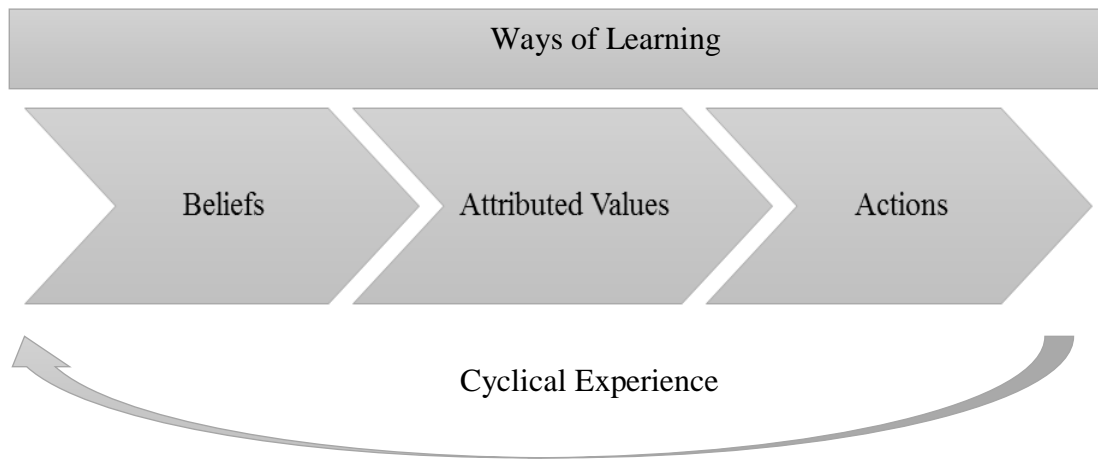 Ways of Learning
Beliefs
Attributed Values
Actions
Cyclical Experience